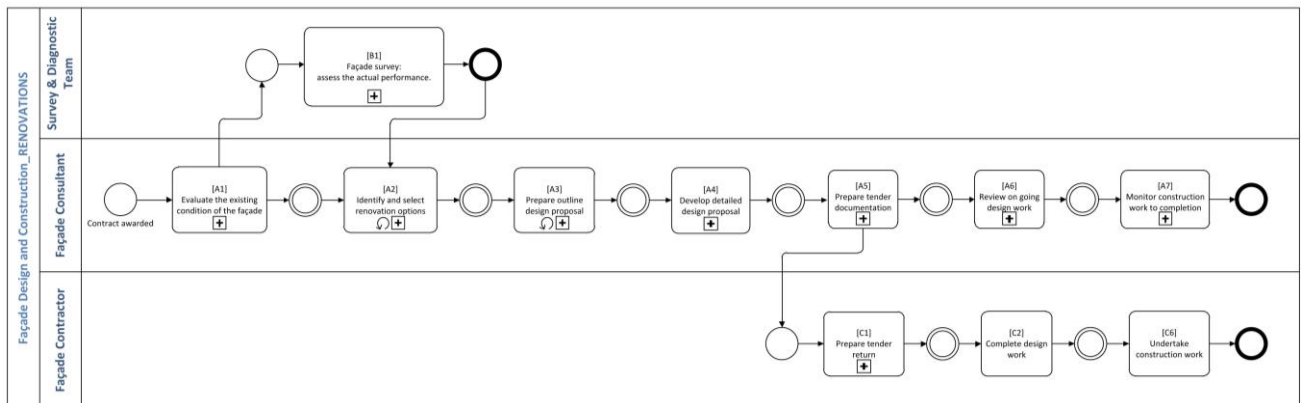 Façade Design and Construction_RENOVATIONS
Survey & Diagnostic
Team
[B1]
Façade survey:
assess the actual performance.
Façade Consultant
Contract awarded
[A1]
Evaluate the existing
condition of the façade
[A2]
Identify and select
renovation options
[A3]
Prepare outline
design proposal
[A4]
Develop detailed
design proposal
[A5]
Prepare tender
documentation
[A6]
Review on going
design work
[A7]
Monitor construction
work to completion
Façade Contractor
[C1]
Prepare tender
return
[C2]
Complete design
work
[C6]
Undertake
construction work